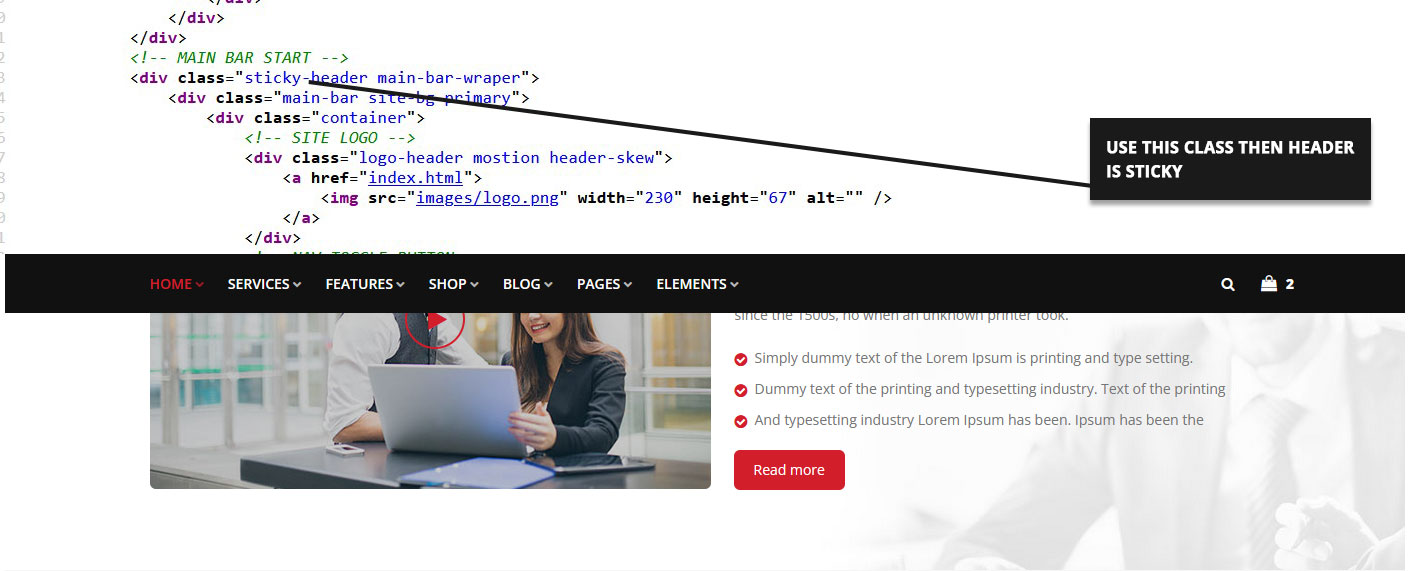 </div>
</div>
</div>
<!-- MAIN BAR START -->
<div class="sticky-header main-bar-wraper">
<div class="main-bar site-bg-primary">
<div class="container">
<!-- SITE LOGO -->
<div class="logo-header mostion header-skew">
<a href="index.html">
<img src="images/logo.png" width="230" height="67" alt="" />
</a>
</div>
USE THIS CLASS THEN HEADER
IS STICKY
HOME SERVICES FEATURES SHOP BLOG PAGES ELEMENTS 2
since the 1500s, no when an unknown printer took.
Simply dummy text of the Lorem Ipsum is printing and type setting.
Dummy text of the printing and typesetting industry. Text of the printing
And typesetting industry Lorem Ipsum has been. Ipsum has been the
Read more